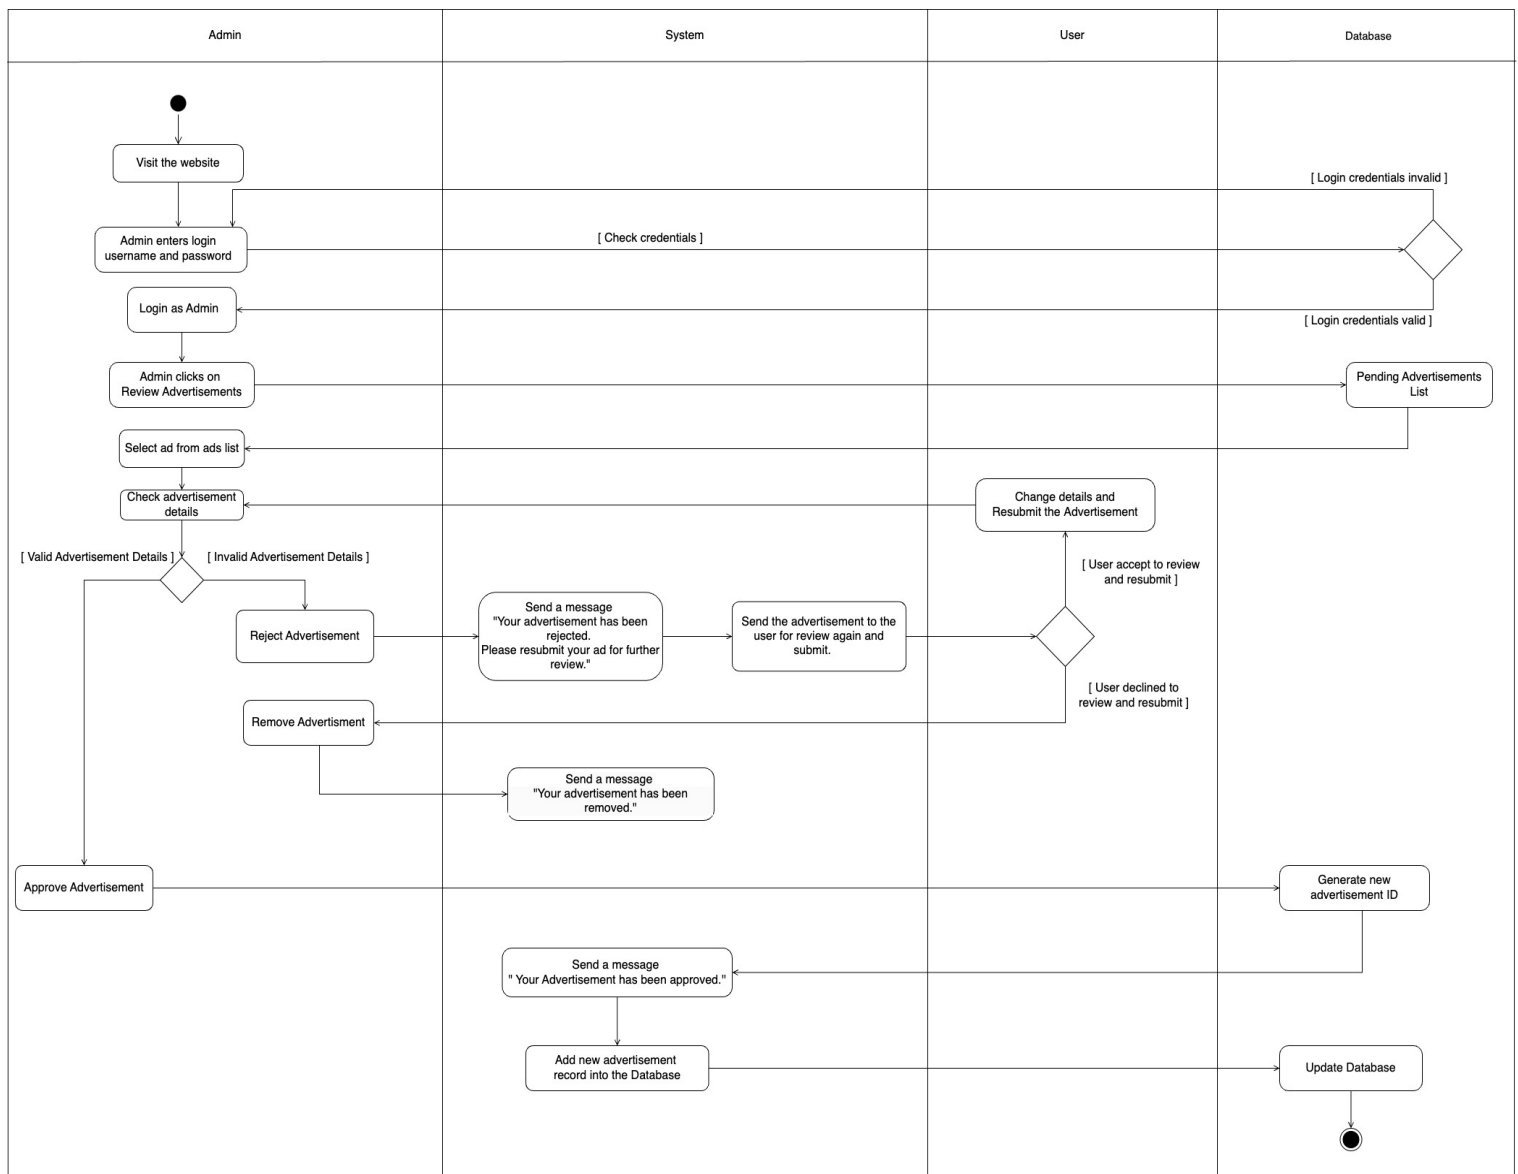 Admin
System
User
Database
Visit the website
[ Login credentials invalid ]
Admin enters login
username and password
[ Check credentials ]
Login as Admin
[ Login credentials valid ]
Admin clicks on
Review Advertisements
Pending Advertisements
List
Select ad from ads list
Check advertisement
details
Change details and
Resubmit the Advertisement
[ Valid Advertisement Details ]
[ Invalid Advertisement Details ]
[ User accept to review
and resubmit ]
Reject Advertisement
Send a message
"Your advertisement has been
rejected.
Please resubmit your ad for further
review."
Send the advertisement to the
user for review again and
submit.
[ User declined to
review and resubmit ]
Remove Advertisment
Send a message
"Your advertisement has been
removed."
Approve Advertisement
Generate new
advertisement ID
Send a message
" Your Advertisement has been approved."
Add new advertisement
record into the Database
Update Database